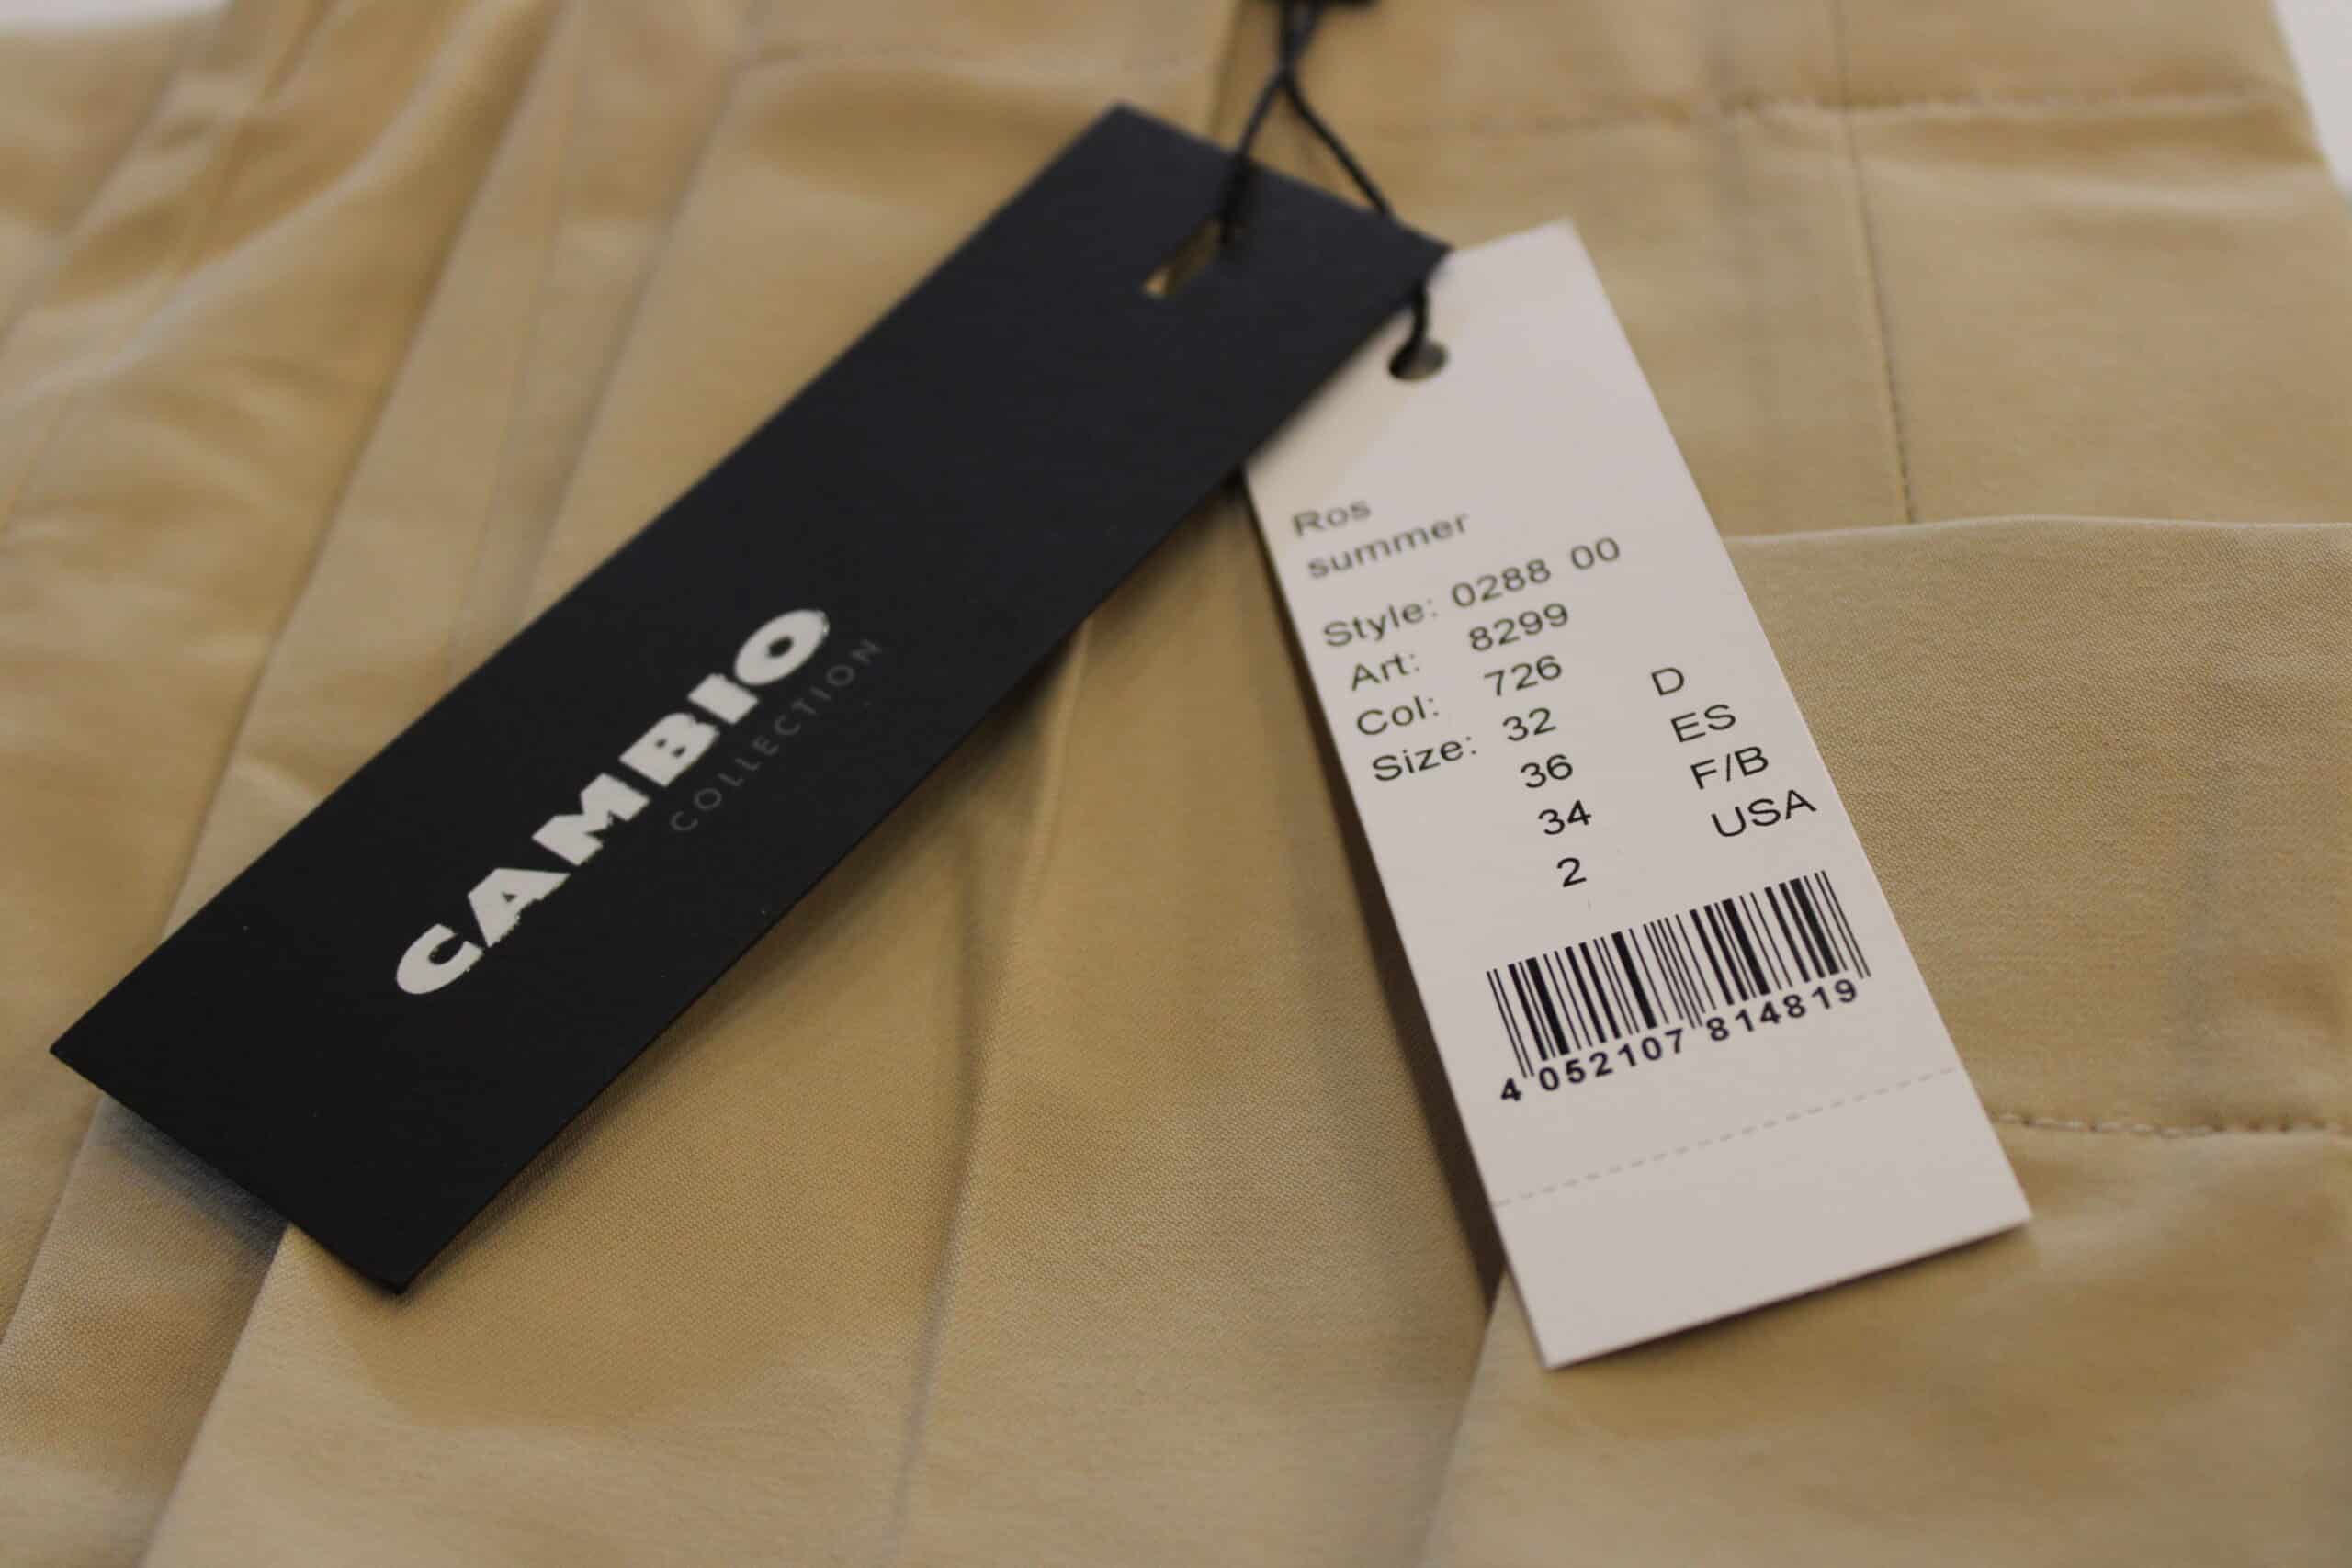 CAMBIO
COLLECTION
Ros
summer
Style: 0288 00
Art: 8299
Col: 726
Size: 32 D
36 ES
34 F/B
2 USA
4 052107 814819